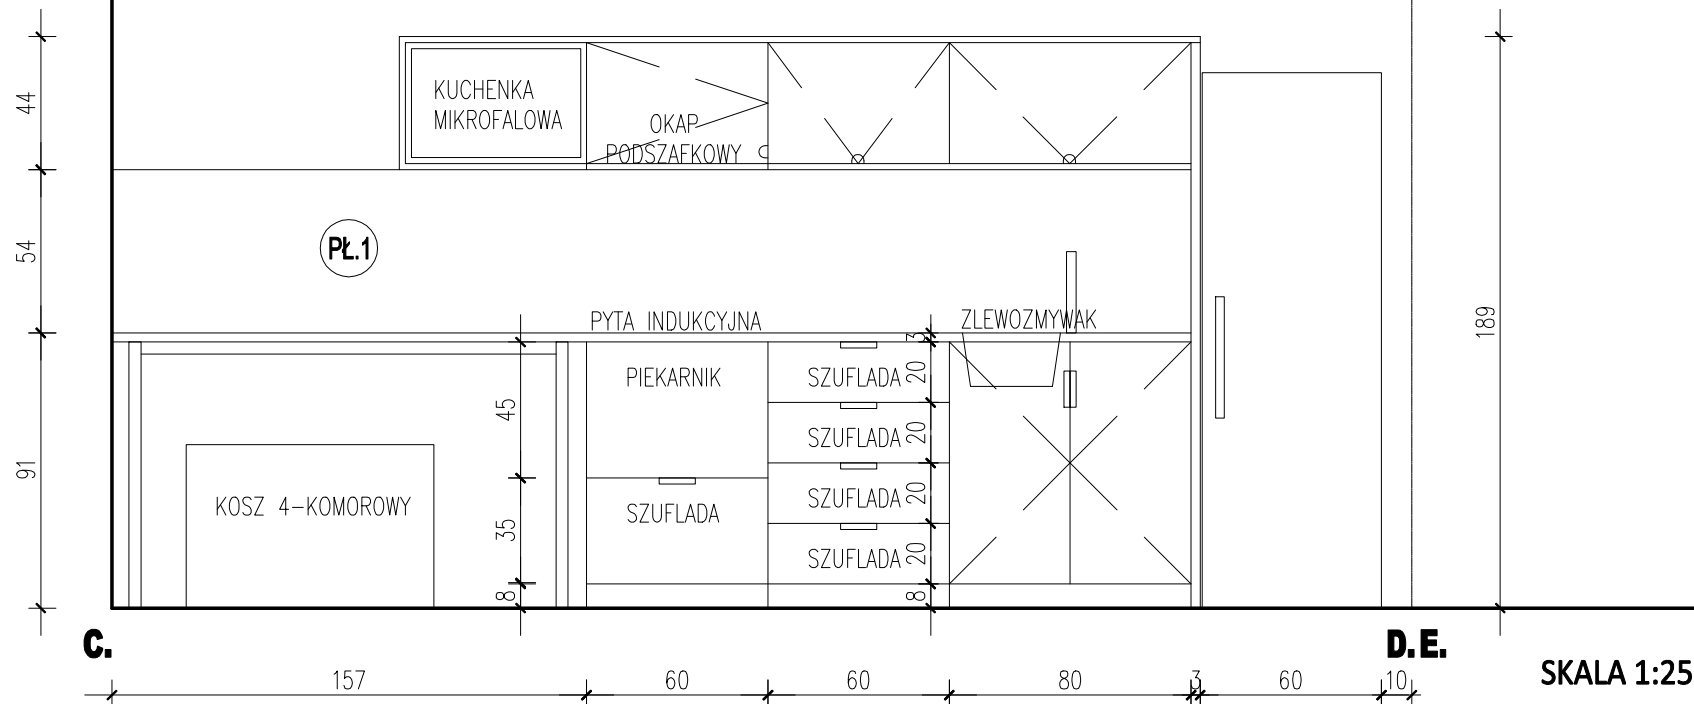 44
KUCHENKA
MIKROFALOWA
OKAP
PODSZAFKOWY
54
PŁ.1
189
PYTA INDUKCYJNA
ZLEWOZMYWAK
3
PIEKARNIK
SZUFLADA 20
45
SZUFLADA 20
91
KOSZ 4-KOMOROWY
35
SZUFLADA
SZUFLADA 20
SZUFLADA 20
8
8
C.
D. E.
157
60
60
80
3
60
10
SKALA 1:25